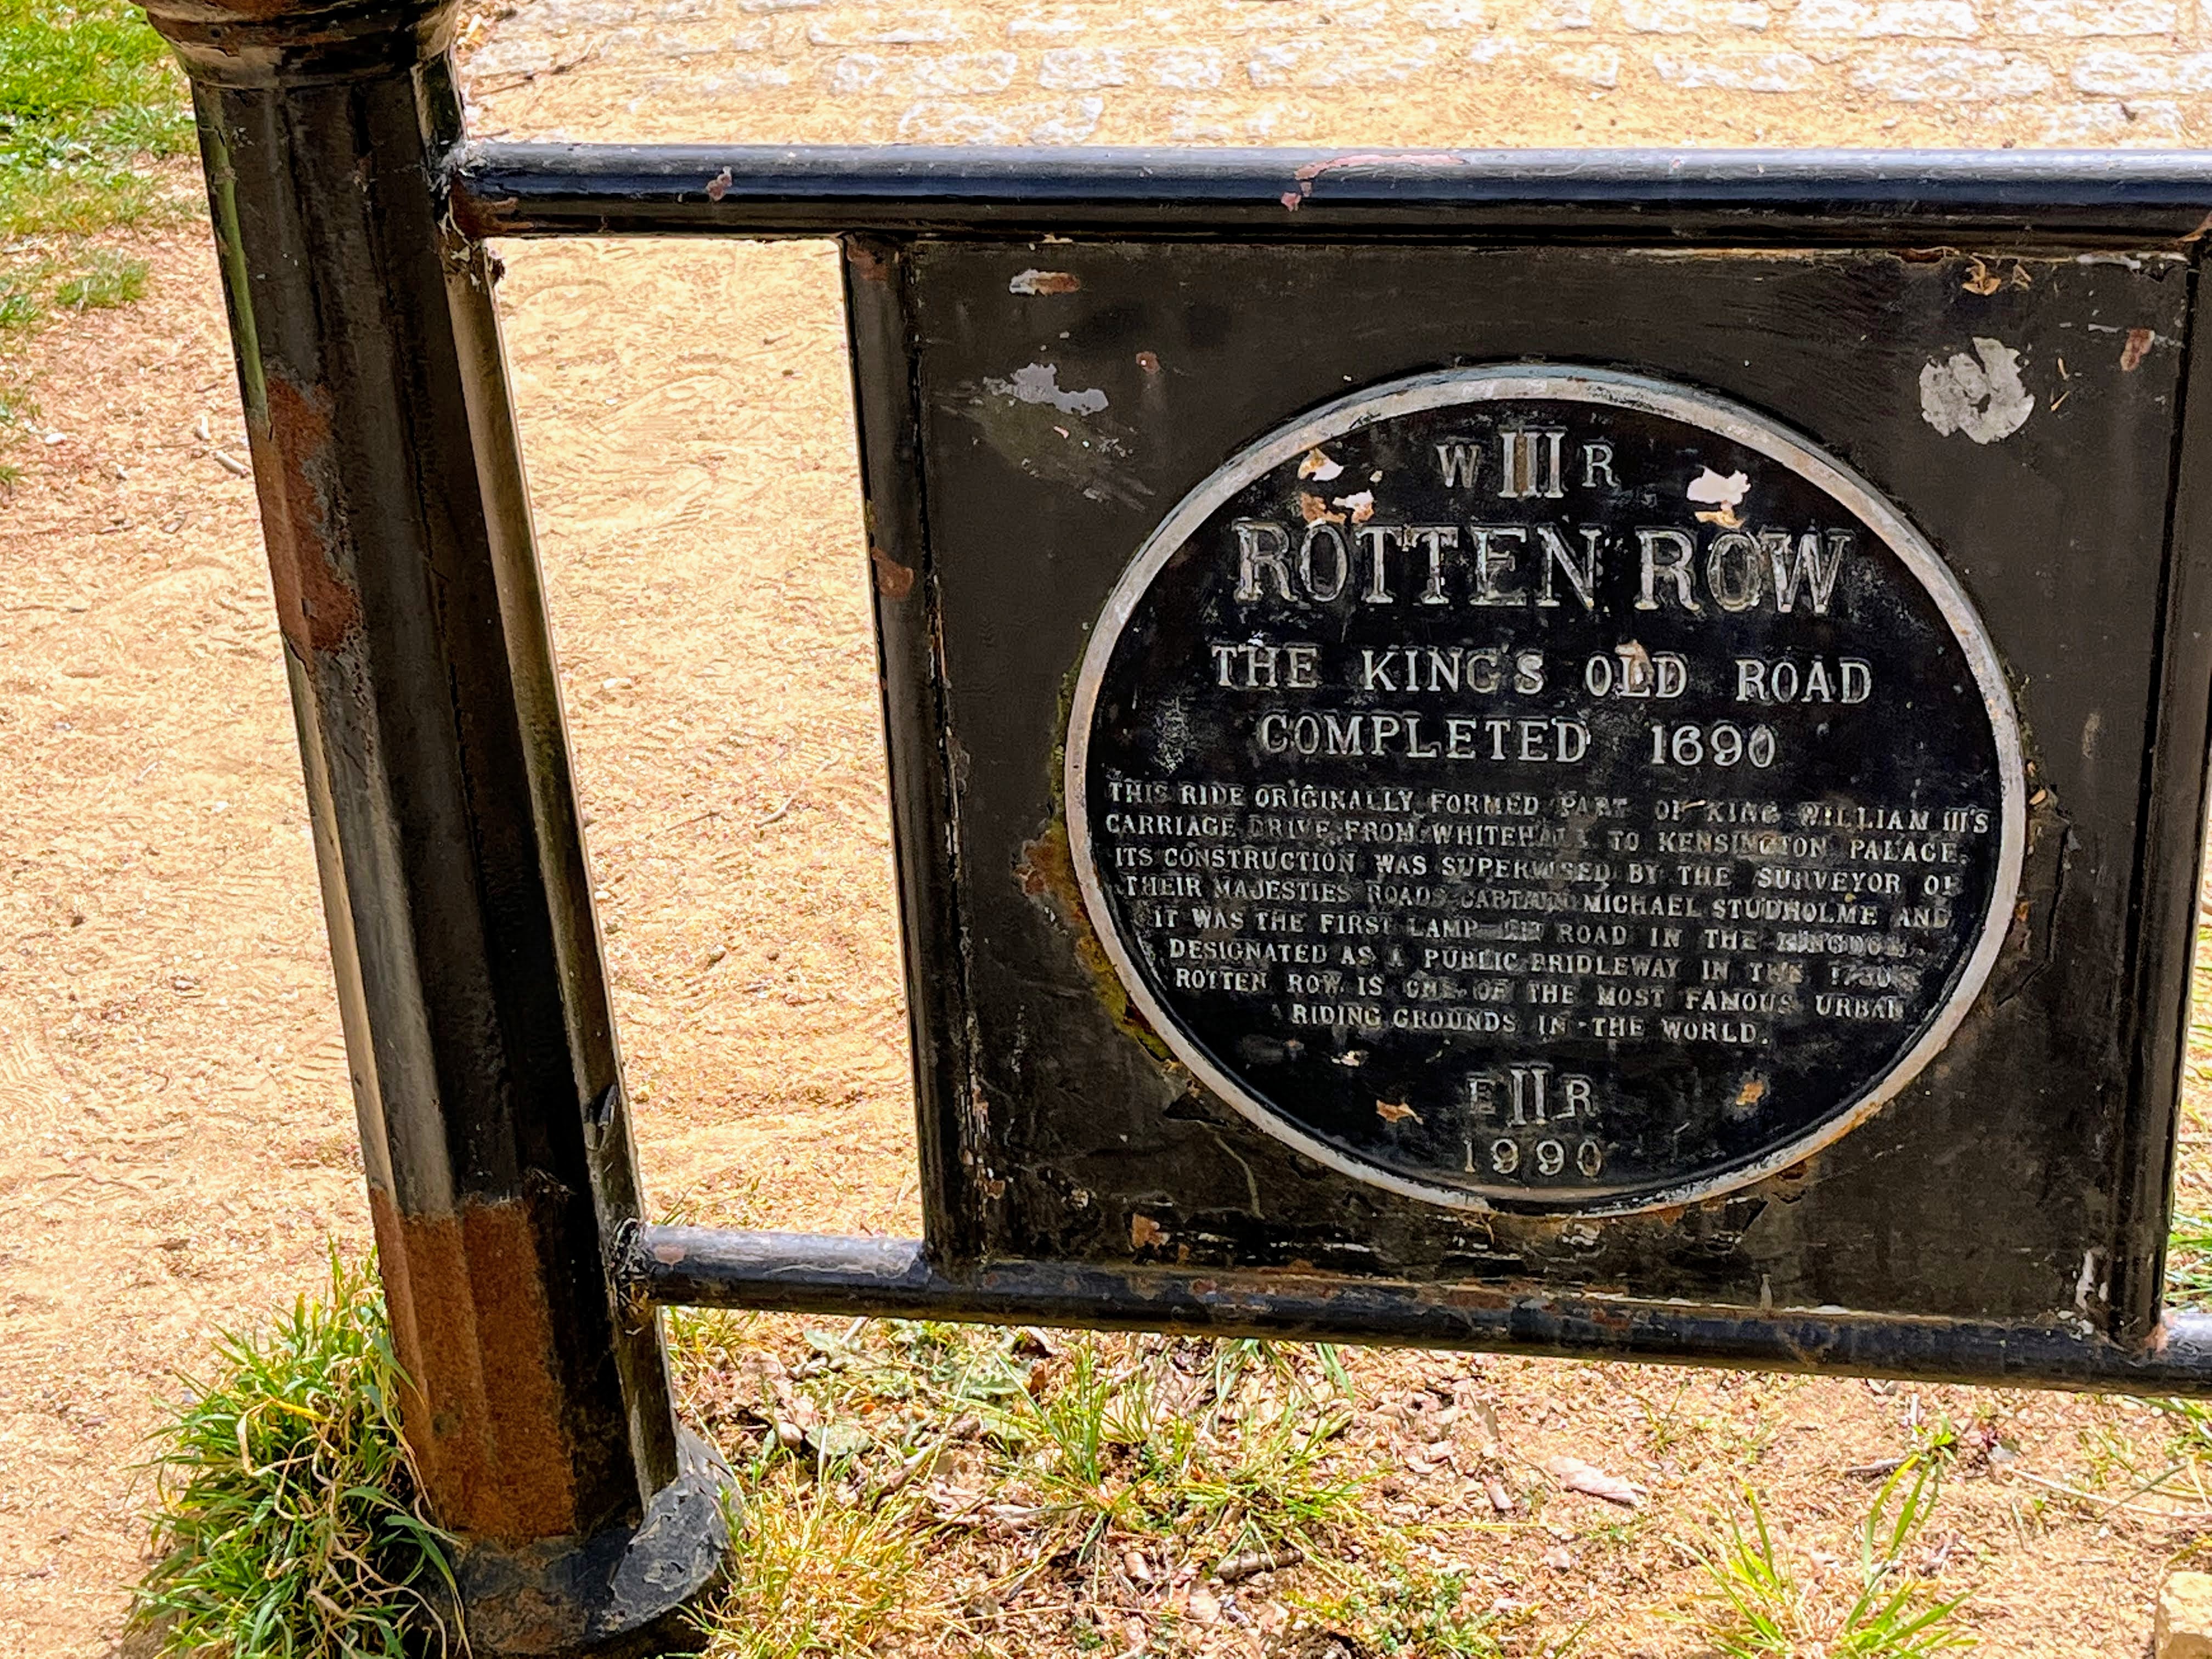 W III R
ROTTEN ROW
THE KING'S OLD ROAD
COMPLETED 1690
THIS RIDE ORIGINALLY FORMED PART OF KING WILLIAM III'S
CARRIAGE DRIVE FROM WHITEHALL TO KENSINGTON PALACE.
ITS CONSTRUCTION WAS SUPERVISED BY THE SURVEYOR OF
THEIR MAJESTIES ROADS CAPTAIN MICHAEL STUDHOLME AND
IT WAS THE FIRST LAMP LIT ROAD IN THE KINGDOM.
DESIGNATED AS A PUBLIC BRIDLEWAY IN THE 1730'S
ROTTEN ROW IS ONE OF THE MOST FAMOUS URBAN
RIDING GROUNDS IN THE WORLD.
E II R
1990